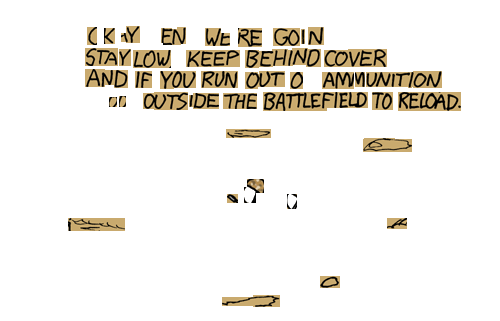 EN WE RE GOIN
STAY LOW KEEP BEHIND COVER
AND IF YOU RUN OUT O AMMUNITION
OUTSIDE THE BATTLEFIELD TO RELOAD.